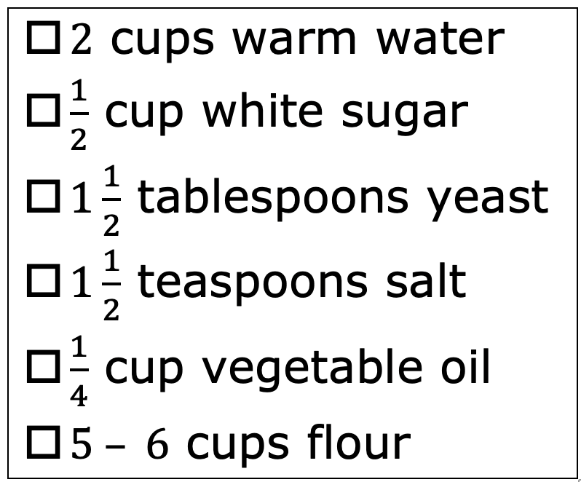 ☐ 2 cups warm water
☐ 1/2 cup white sugar
☐ 1 1/2 tablespoons yeast
☐ 1 1/2 teaspoons salt
☐ 1/4 cup vegetable oil
☐ 5 – 6 cups flour